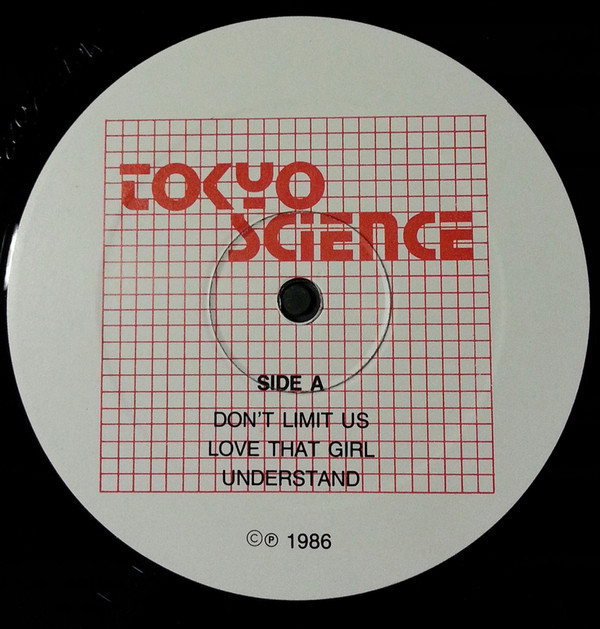 TOKYO
SCIENCE
SIDE A
DON'T LIMIT US
LOVE THAT GIRL
UNDERSTAND
©℗ 1986